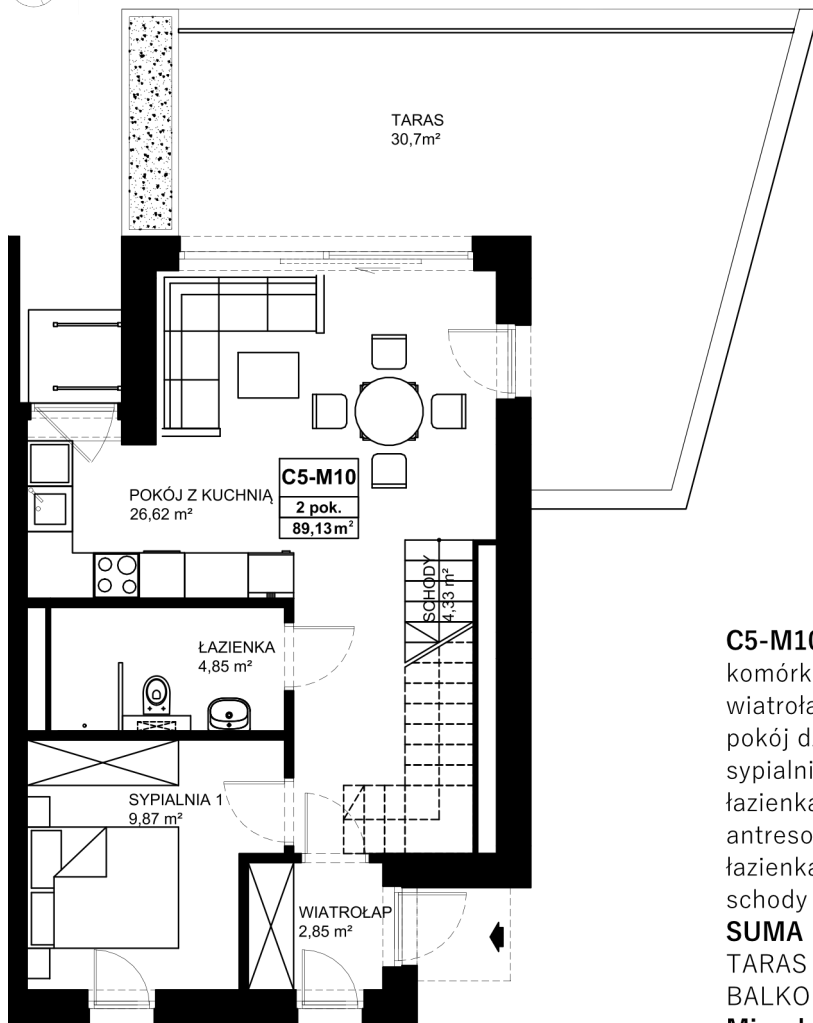 TARAS
30,7m²
POKÓJ Z KUCHNIĄ
26,62 m²
C5-M10
2 pok.
89,13m²
SCHODY
4,33 m²
ŁAZIENKA
4,85 m²
SYPIALNIA 1
9,87 m²
WIATROŁAP
2,85 m²
C5-M10
komórk
wiatroła
pokój d
sypialni
łazienka
antreso
łazienka
schody
SUMA
TARAS
BALKO